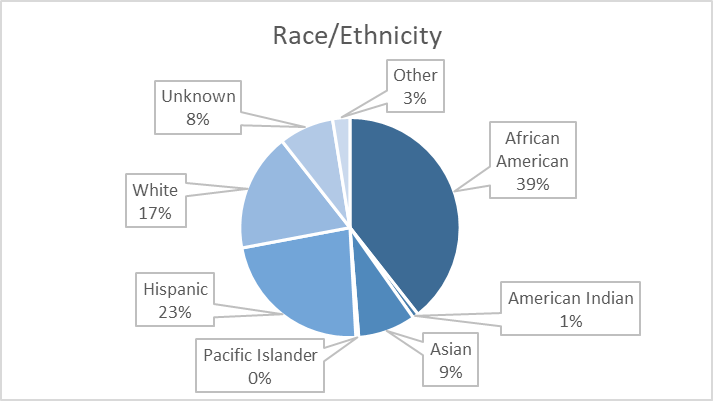 Race/Ethnicity
Other
3%
Unknown
8%
African
American
39%
White
17%
Hispanic
23%
American Indian
1%
Pacific Islander
0%
Asian
9%